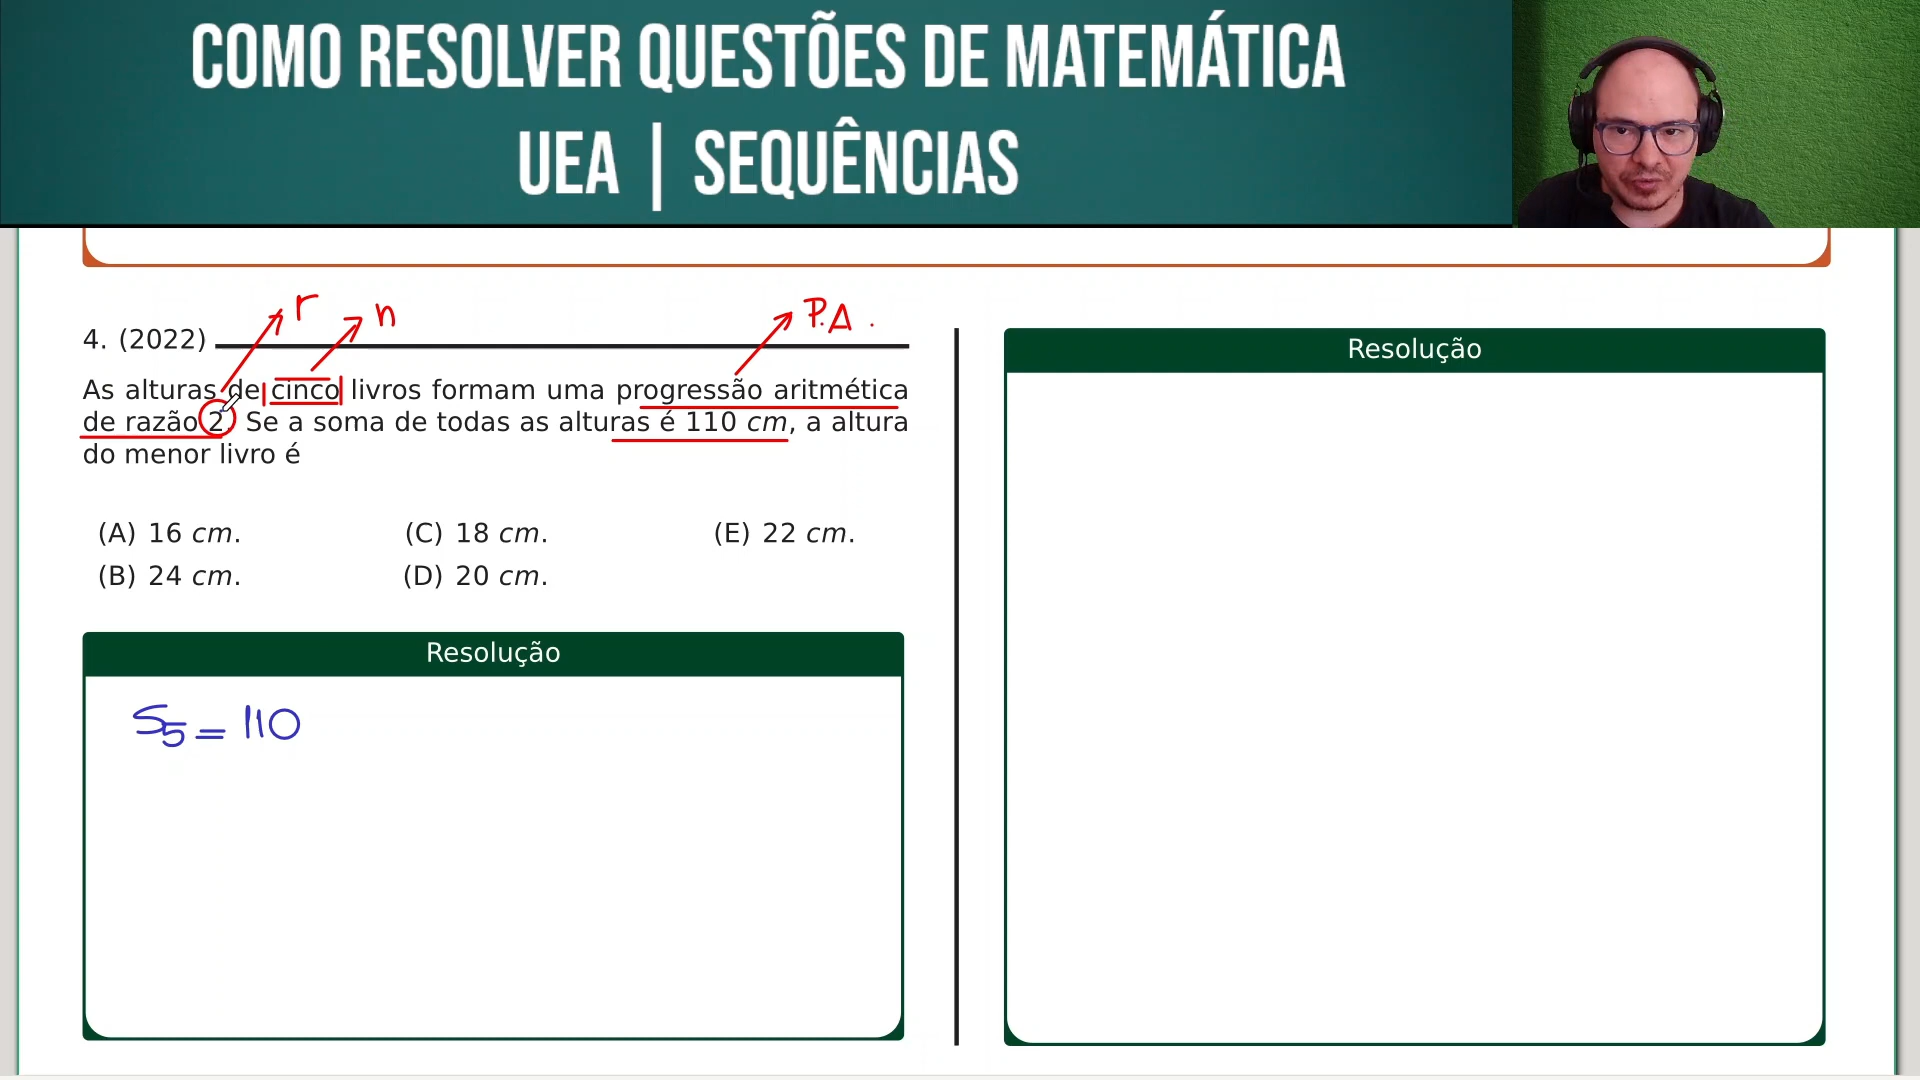 COMO RESOLVER QUESTÕES DE MATEMÁTICA
UEA | SEQUÊNCIAS
r
n
P.A.
4. (2022)
As alturas de cinco livros formam uma progressão aritmética
de razão 2. Se a soma de todas as alturas é 110 cm, a altura
do menor livro é
(A) 16 cm.
(C) 18 cm.
(E) 22 cm.
(B) 24 cm.
(D) 20 cm.
Resolução
S5 = 110
Resolução